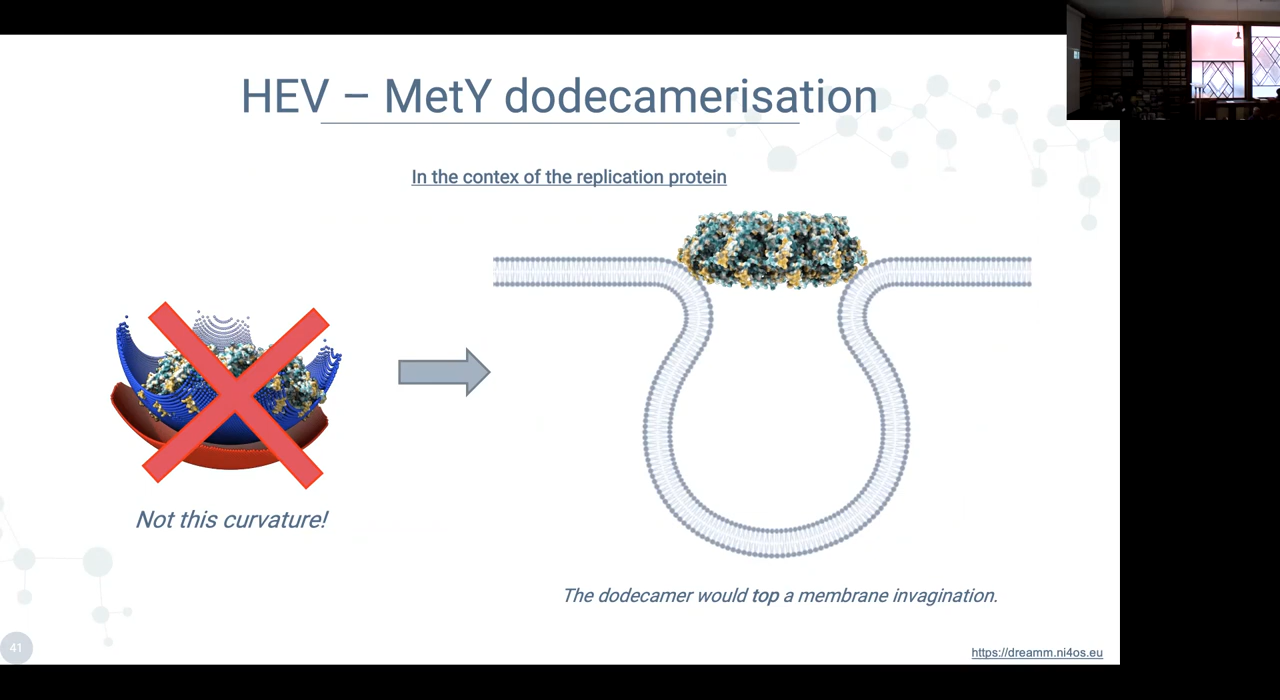 HEV – MetY dodecamerisation
In the contex of the replication protein
Not this curvature!
The dodecamer would top a membrane invagination.
41
https://dreamm.ni4os.eu